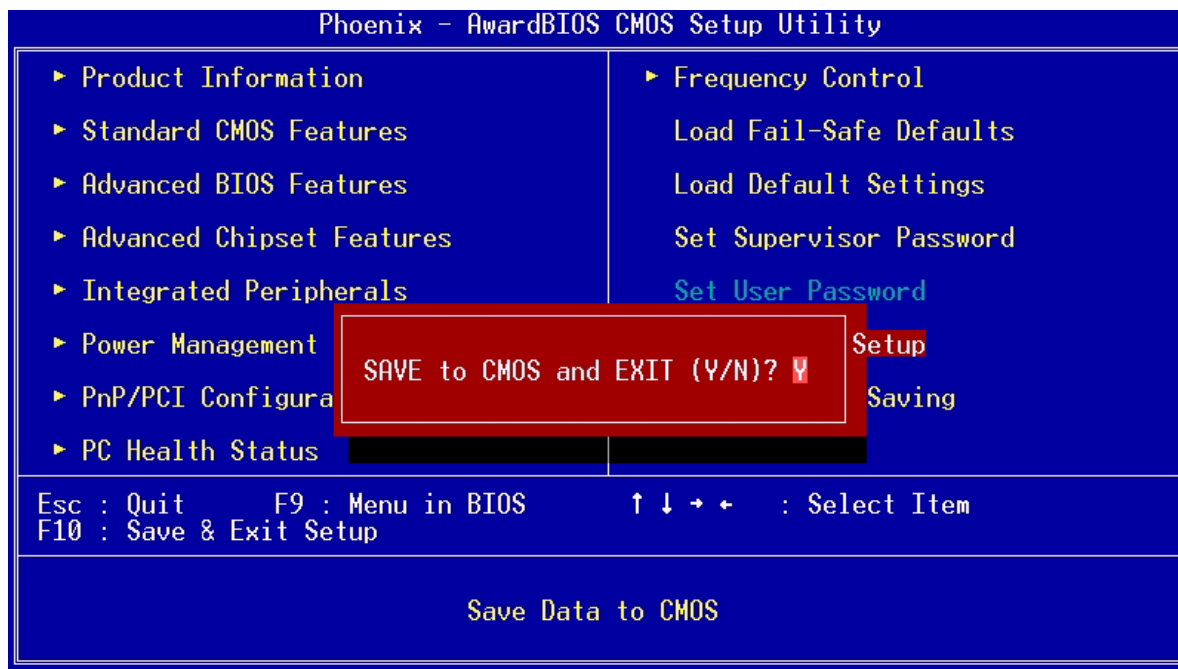 Phoenix - AwardBIOS CMOS Setup Utility
► Product Information
► Standard CMOS Features
► Advanced BIOS Features
► Advanced Chipset Features
► Integrated Peripherals
► Power Management
► PnP/PCI Configura
► PC Health Status
► Frequency Control
Load Fail-Safe Defaults
Load Default Settings
Set Supervisor Password
Set User Password
Setup
Saving
SAVE to CMOS and EXIT (Y/N)? Y
Esc : Quit F9 : Menu in BIOS ↑ ↓ → ← : Select Item
F10 : Save & Exit Setup
Save Data to CMOS